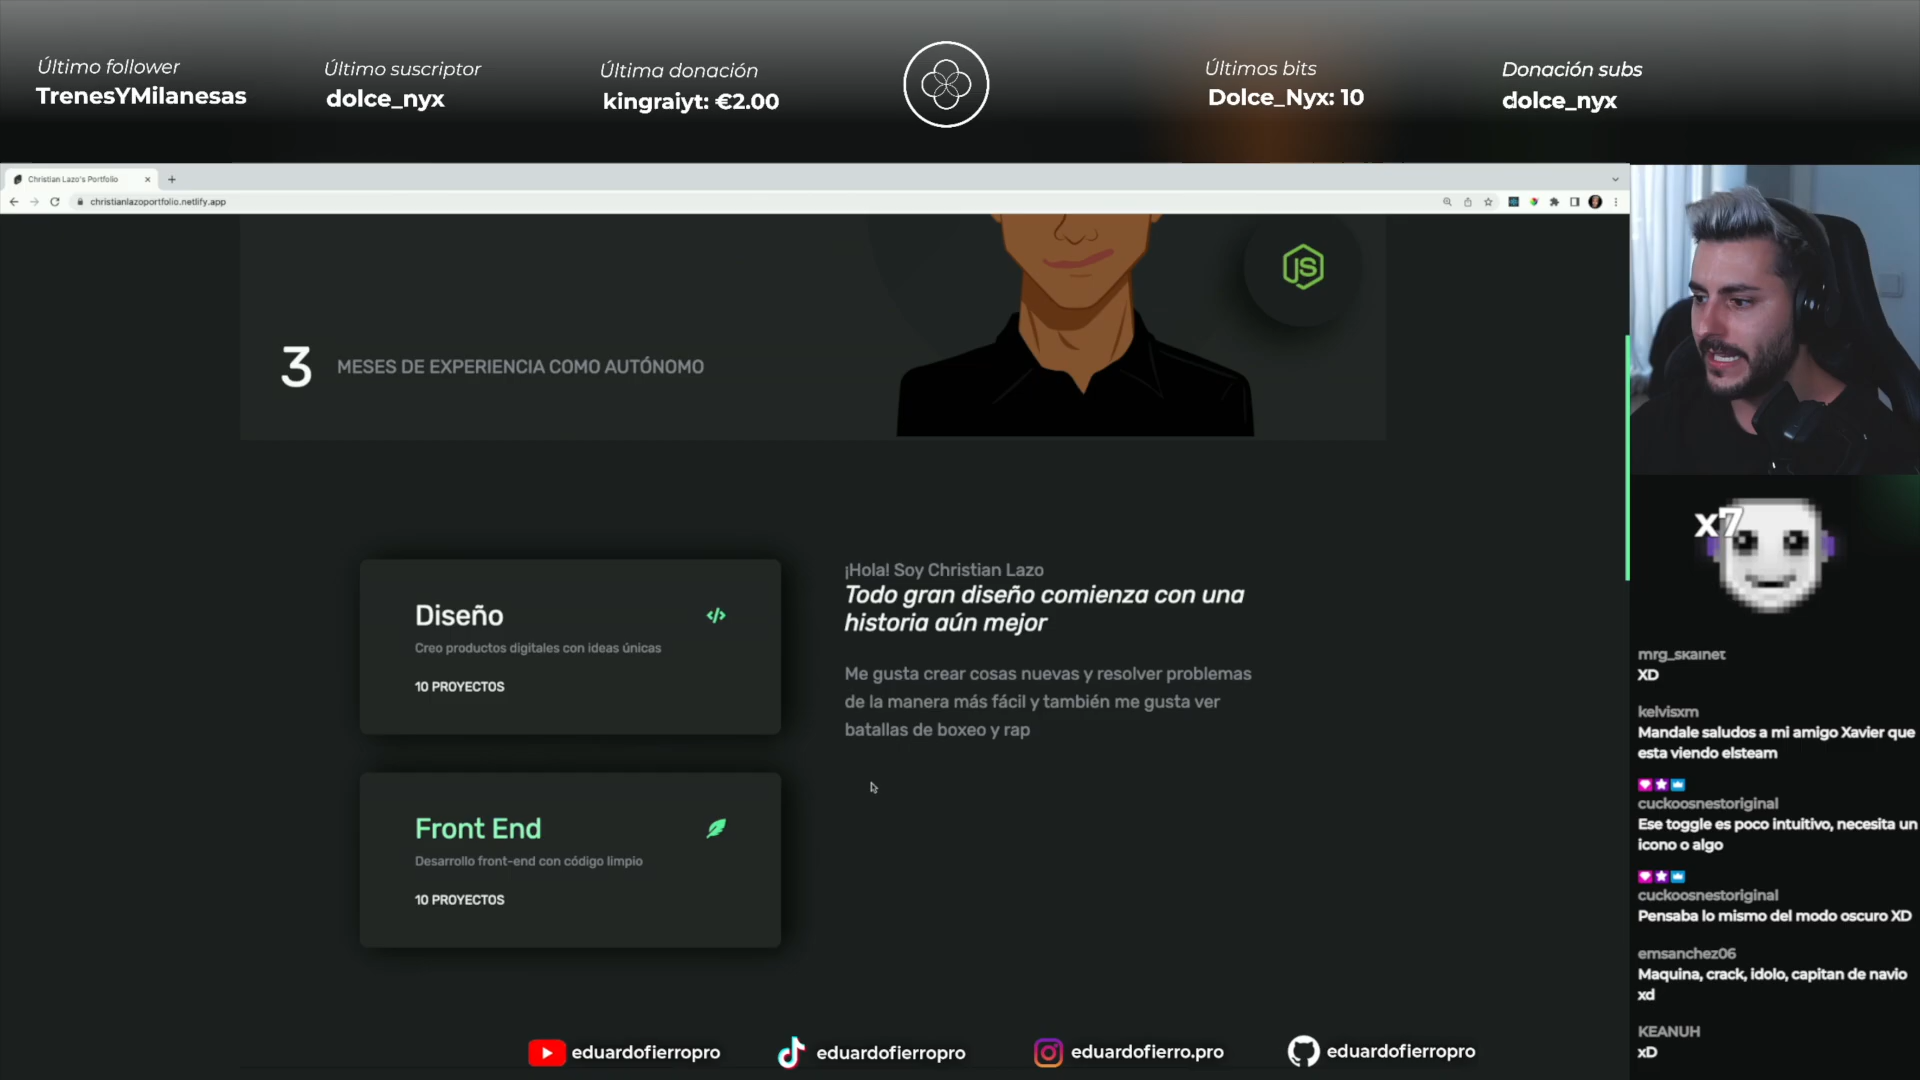 Último follower
TrenesYMilanesas
Último suscriptor
dolce_nyx
Última donación
kingraiyt: €2.00
Últimos bits
Dolce_Nyx: 10
Donación subs
dolce_nyx
Christian Lazo's Portfolio
christianlazoportfolio.netlify.app
JS
3 MESES DE EXPERIENCIA COMO AUTÓNOMO
Diseño
Creo productos digitales con ideas únicas
10 PROYECTOS
Front End
Desarrollo front-end con código limpio
10 PROYECTOS
¡Hola! Soy Christian Lazo
Todo gran diseño comienza con una
historia aún mejor
Me gusta crear cosas nuevas y resolver problemas
de la manera más fácil y también me gusta ver
batallas de boxeo y rap
x7
mrg_skainet
XD
kelvisxm
Mandale saludos a mi amigo Xavier que
esta viendo elsteam
cuckoosnestoriginal
Ese toggle es poco intuitivo, necesita un
icono o algo
cuckoosnestoriginal
Pensaba lo mismo del modo oscuro XD
emsanchez06
Maquina, crack, idolo, capitan de navio
xd
KEANUH
xD
eduardofierropro
eduardofierropro
eduardofierro.pro
eduardofierropro